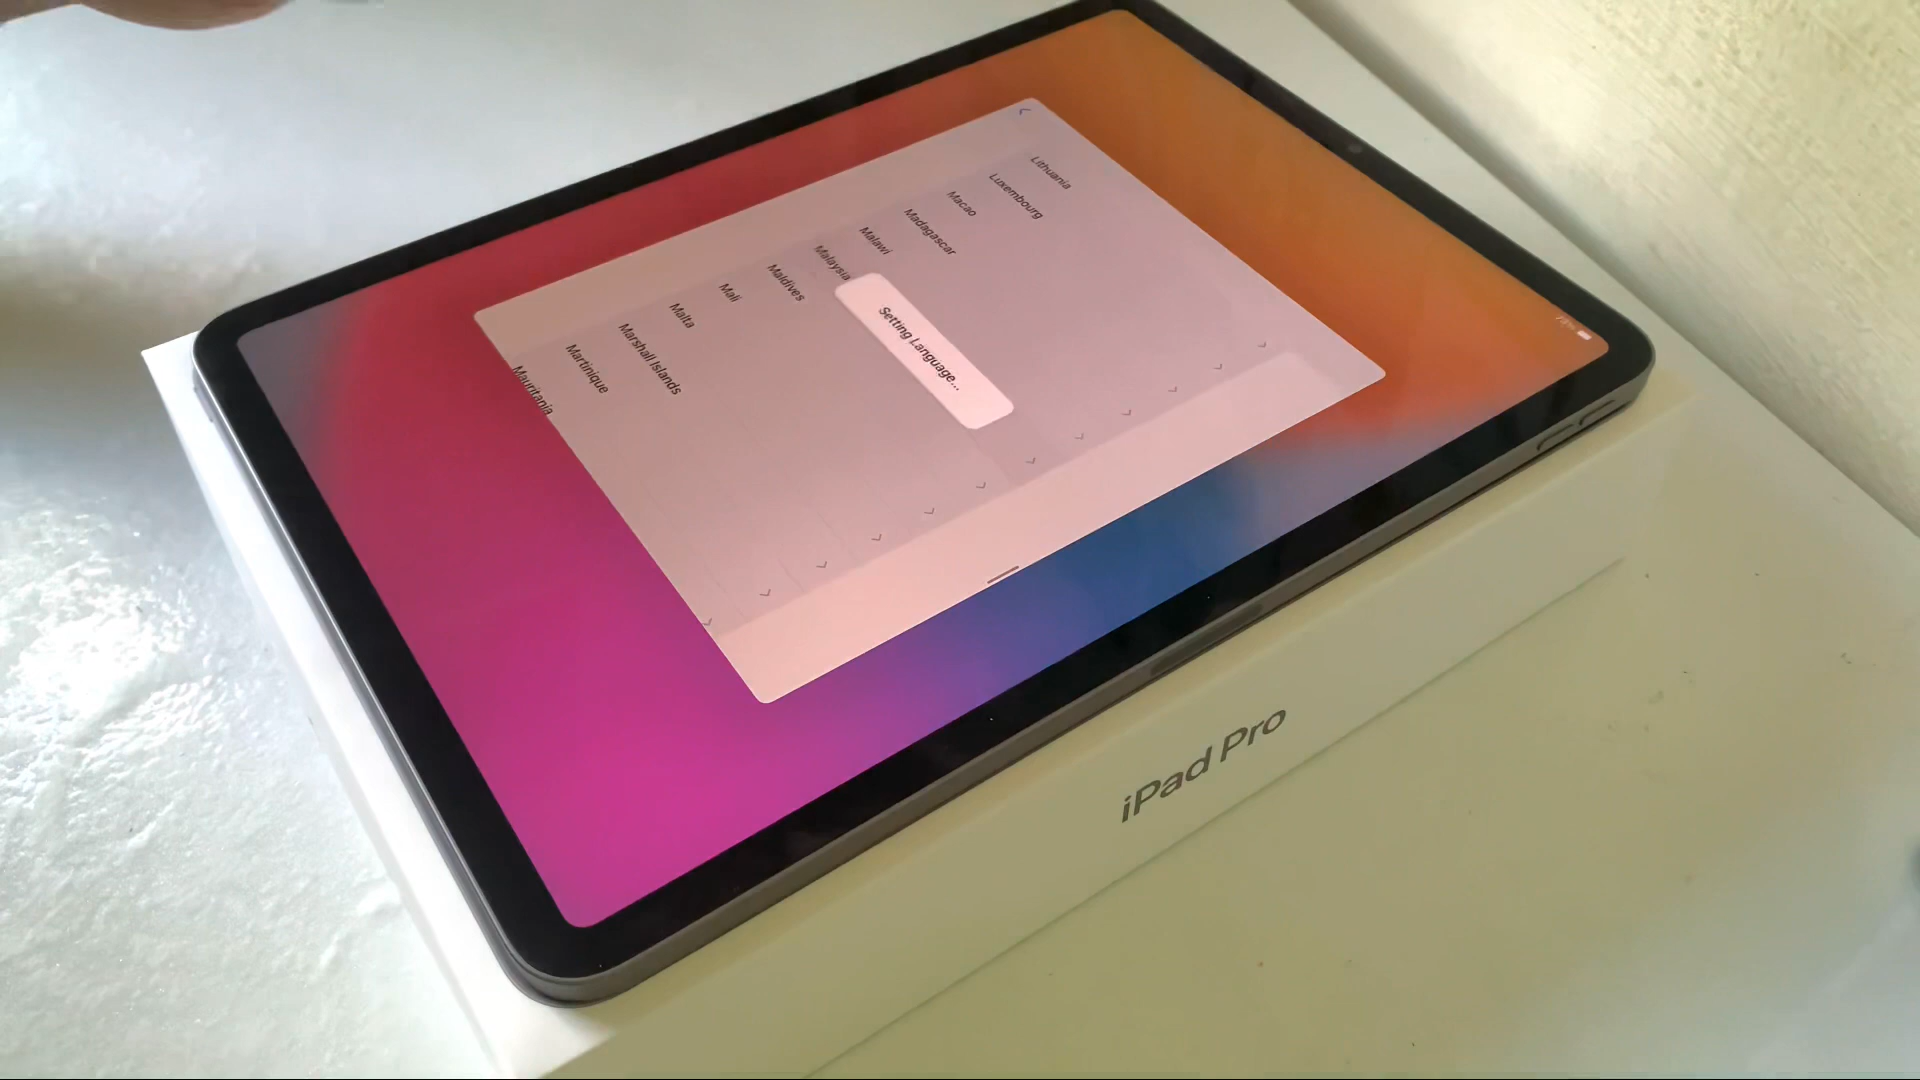 Lithuania
Luxembourg
Macao
Madagascar
Malawi
Malaysia
Maldives
Mali
Malta
Marshall Islands
Martinique
Mauritania
Setting Language...
iPad Pro